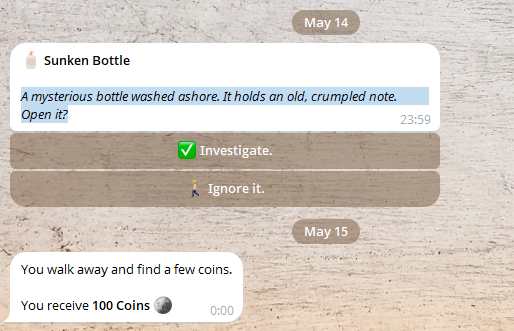 May 14
Sunken Bottle
A mysterious bottle washed ashore. It holds an old, crumpled note.
Open it?
23:59
Investigate.
Ignore it.
May 15
You walk away and find a few coins.
You receive 100 Coins
0:00